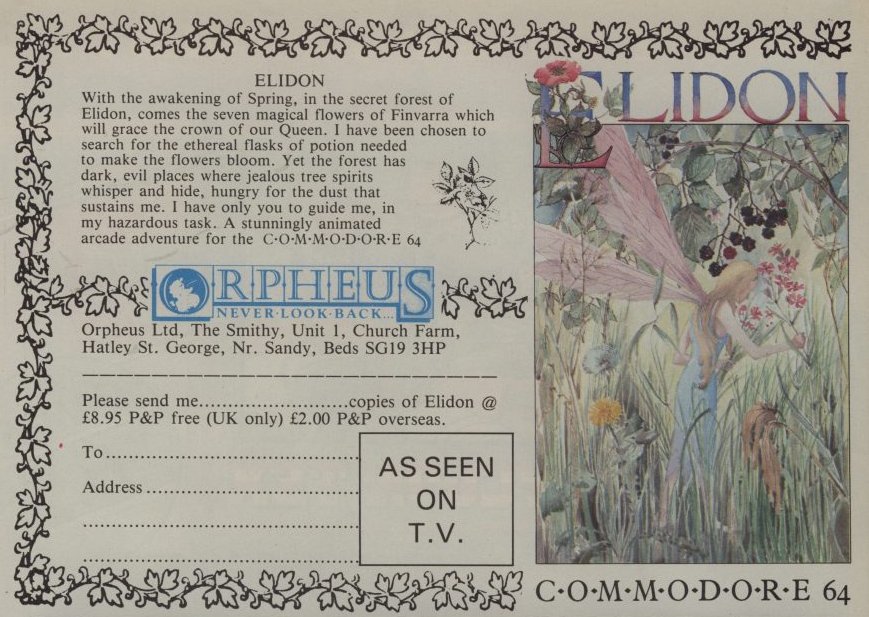 ELIDON
With the awakening of Spring, in the secret forest of
Elidon, comes the seven magical flowers of Finvarra which
will grace the crown of our Queen. I have been chosen to
search for the ethereal flasks of potion needed
to make the flowers bloom. Yet the forest has
dark, evil places where jealous tree spirits
whisper and hide, hungry for the dust that
sustains me. I have only you to guide me, in
my hazardous task. A stunningly animated
arcade adventure for the C·O·M·M·O·D·O·R·E 64
ORPHEUS
NEVER·LOOK·BACK...
Orpheus Ltd, The Smithy, Unit 1, Church Farm,
Hatley St. George, Nr. Sandy, Beds SG19 3HP
Please send me.....................copies of Elidon @
£8.95 P&P free (UK only) £2.00 P&P overseas.
To
Address
AS SEEN
ON
T.V.
ELIDON
C·O·M·M·O·D·O·R·E 64